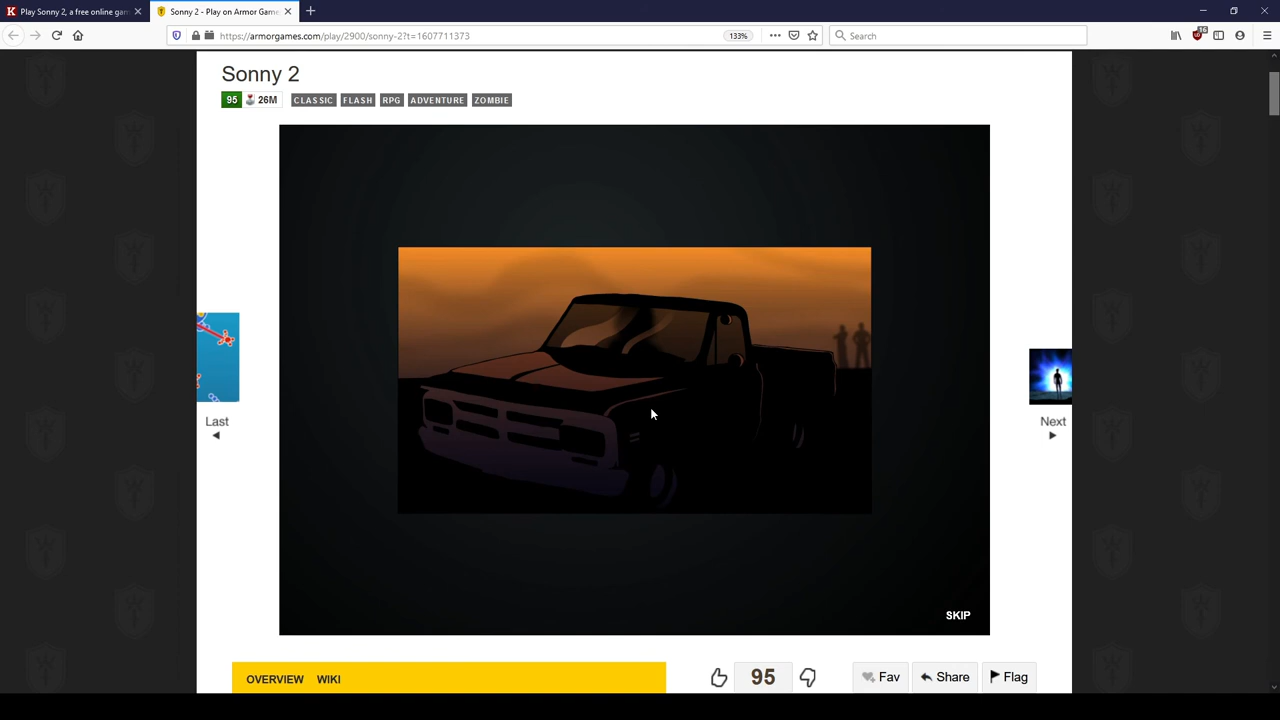 Play Sonny 2, a free online gam
Sonny 2 - Play on Armor Game
https://armorgames.com/play/2900/sonny-2?t=1607711373
133%
Search
Sonny 2
95 26M CLASSIC FLASH RPG ADVENTURE ZOMBIE
Last
Next
SKIP
OVERVIEW WIKI
95
Fav
Share
Flag